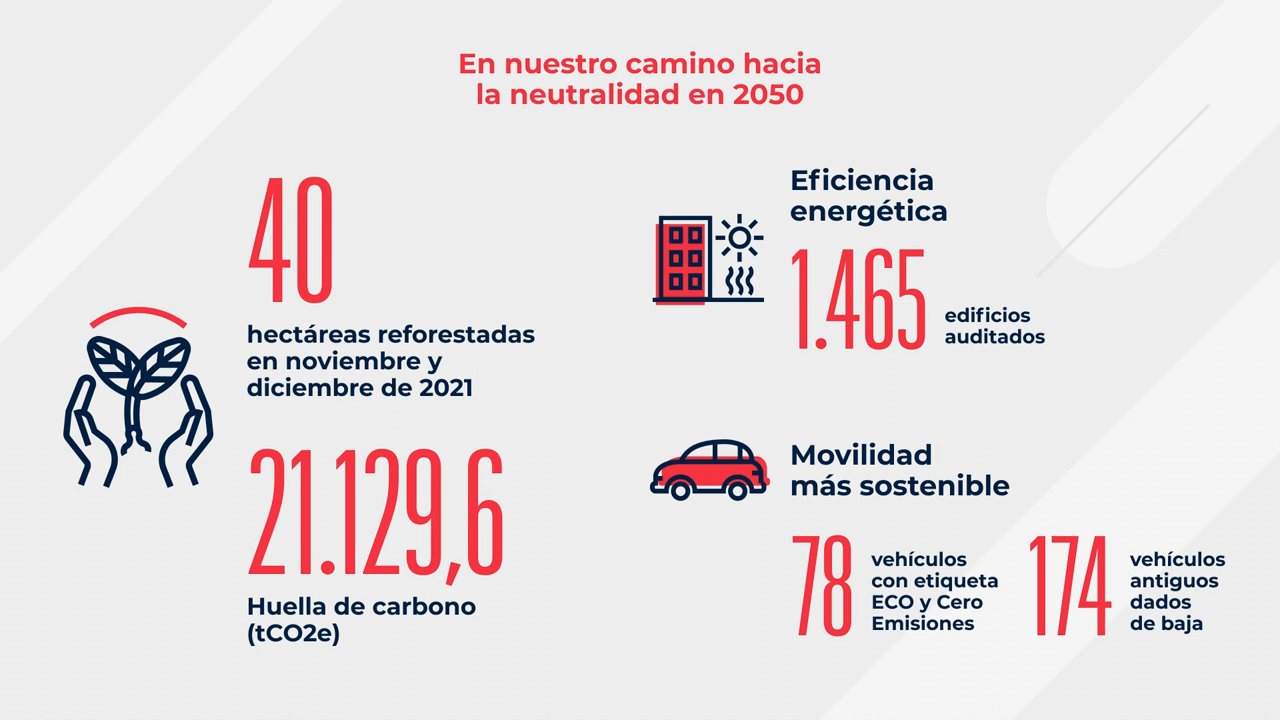 En nuestro camino hacia
la neutralidad en 2050
40
hectáreas reforestadas
en noviembre y
diciembre de 2021
21.129,6
Huella de carbono
(tCO2e)
Eficiencia
energética
1.465
edificios
auditados
Movilidad
más sostenible
78
vehículos
con etiqueta
ECO y Cero
Emisiones
174
vehículos
antiguos
dados
de baja